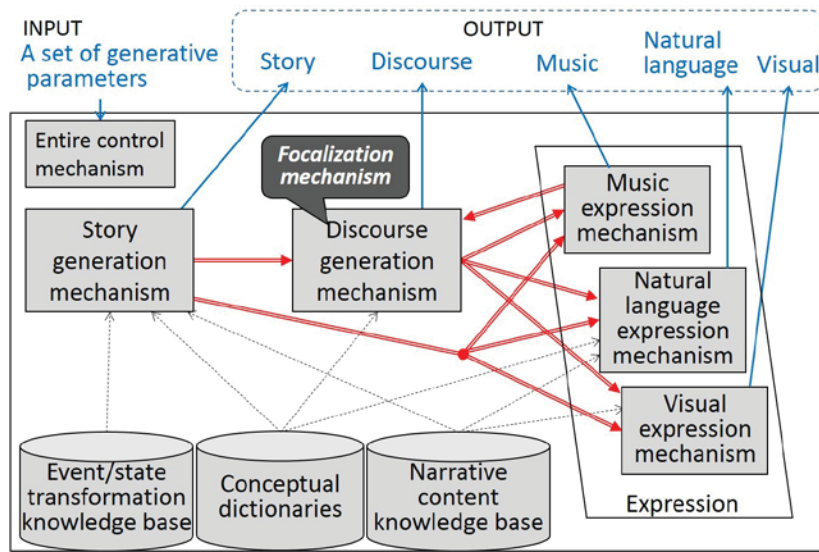 INPUT
A set of generative
parameters
OUTPUT
Story
Discourse
Music
Natural
language
Visual
Entire control
mechanism
Focalization
mechanism
Story
generation
mechanism
Discourse
generation
mechanism
Music
expression
mechanism
Natural
language
expression
mechanism
Visual
expression
mechanism
Event/state
transformation
knowledge base
Conceptual
dictionaries
Narrative
content
knowledge base
Expression